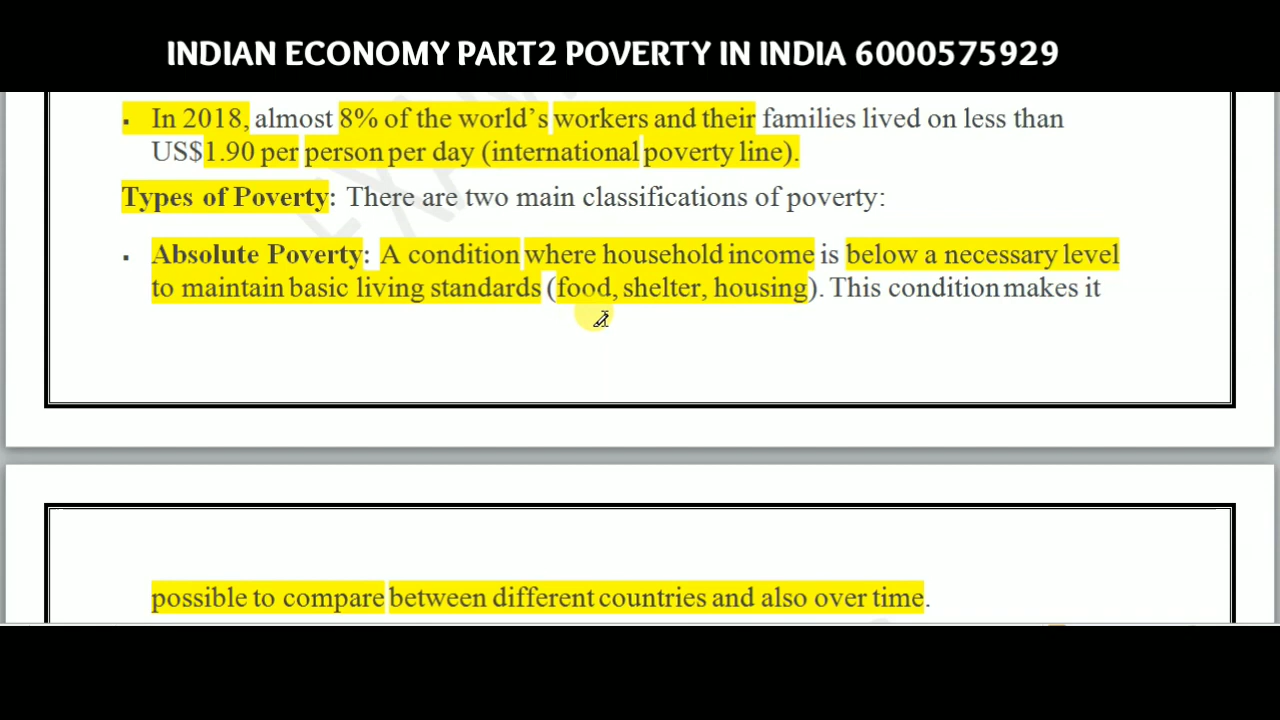 INDIAN ECONOMY PART2 POVERTY IN INDIA 6000575929
▪ In 2018, almost 8% of the world's workers and their families lived on less than
US$1.90 per person per day (international poverty line).
Types of Poverty: There are two main classifications of poverty:
▪ Absolute Poverty: A condition where household income is below a necessary level
to maintain basic living standards (food, shelter, housing). This condition makes it
possible to compare between different countries and also over time.